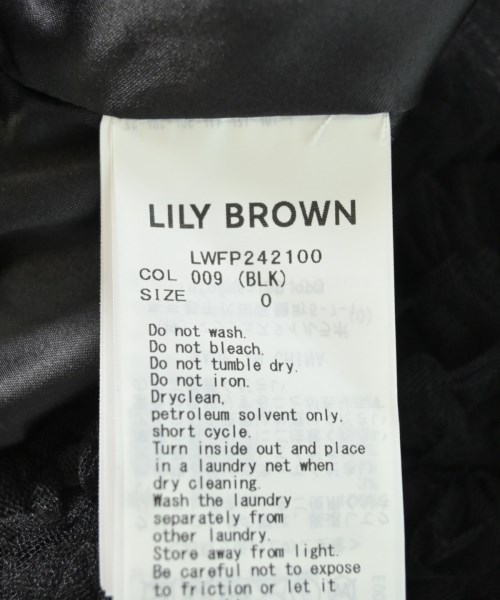 LILY BROWN
LWFP242100
COL 009 (BLK)
SIZE 0
Do not wash.
Do not bleach.
Do not tumble dry.
Do not iron.
Dryclean,
petroleum solvent only.
short cycle.
Turn inside out and place
in a laundry net when
dry cleaning.
Wash the laundry
separately from
other laundry.
Store away from light.
Be careful not to expose
to friction or let it